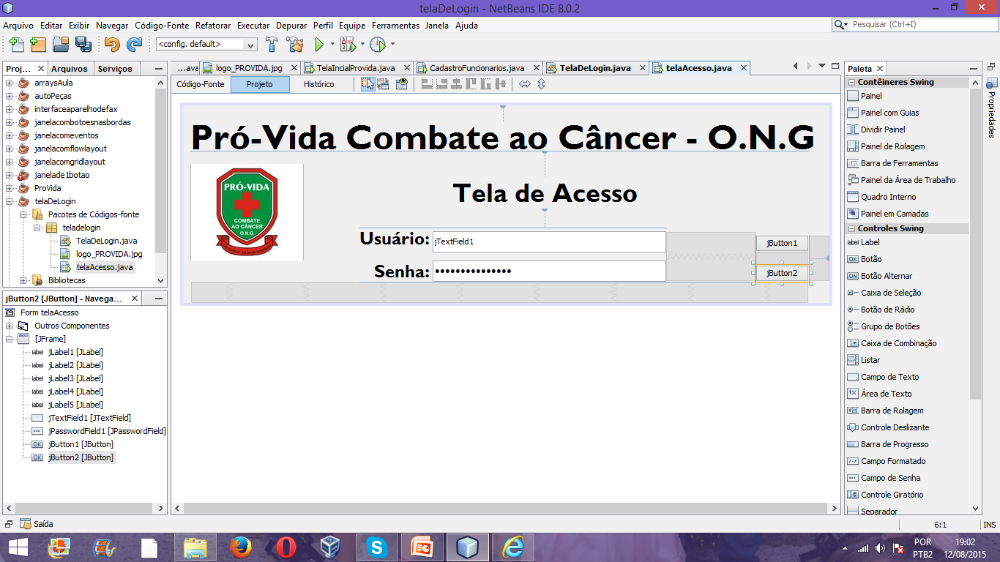 telaDeLogin - NetBeans IDE 8.0.2
Arquivo Editar Exibir Navegar Código-Fonte Refatorar Executar Depurar Perfil Equipe Ferramentas Janela Ajuda
Pesquisar (Ctrl+I)
<config. default>
Proj... Arquivos Serviços
arraysAula
autoPeças
interfaceaparelhodefax
janelacombotoesnasbordas
janelacomeventos
janelacomflowlayout
janelacomgridlayout
janelade1botao
ProVida
telaDeLogin
Pacotes de Códigos-fonte
teladelogin
TelaDeLogin.java
logo_PROVIDA.jpg
telaAcesso.java
Bibliotecas
jButton2 [JButton] - Navega...
Form telaAcesso
Outros Componentes
[JFrame]
jLabel1 [JLabel]
jLabel2 [JLabel]
jLabel3 [JLabel]
jLabel4 [JLabel]
jLabel5 [JLabel]
jTextField1 [JTextField]
jPasswordField1 [JPasswordField]
jButton1 [JButton]
jButton2 [JButton]
...ava logo_PROVIDA.jpg TelaIncialProvida.java CadastroFuncionarios.java TelaDeLogin.java telaAcesso.java
Código-Fonte Projeto Histórico
Pró-Vida Combate ao Câncer - O.N.G
PRÓ-VIDA
COMBATE
AO CÂNCER
O.N.G.
Tela de Acesso
Usuário: jTextField1 jButton1
Senha: ••••••••••••••• jButton2
Paleta
Contêineres Swing
Painel
Painel com Guias
Dividir Painel
Painel de Rolagem
Barra de Ferramentas
Painel da Área de Trabalho
Quadro Interno
Painel em Camadas
Controles Swing
label Label
OK Botão
ON Botão Alternar
Caixa de Seleção
Botão de Rádio
Grupo de Botões
Caixa de Combinação
Listar
Campo de Texto
Área de Texto
Barra de Rolagem
Controle Deslizante
Barra de Progresso
Campo Formatado
Campo de Senha
Controle Giratório
Separador
Propriedades
Saída
6:1 INS
POR
PTB2
19:02
12/08/2015